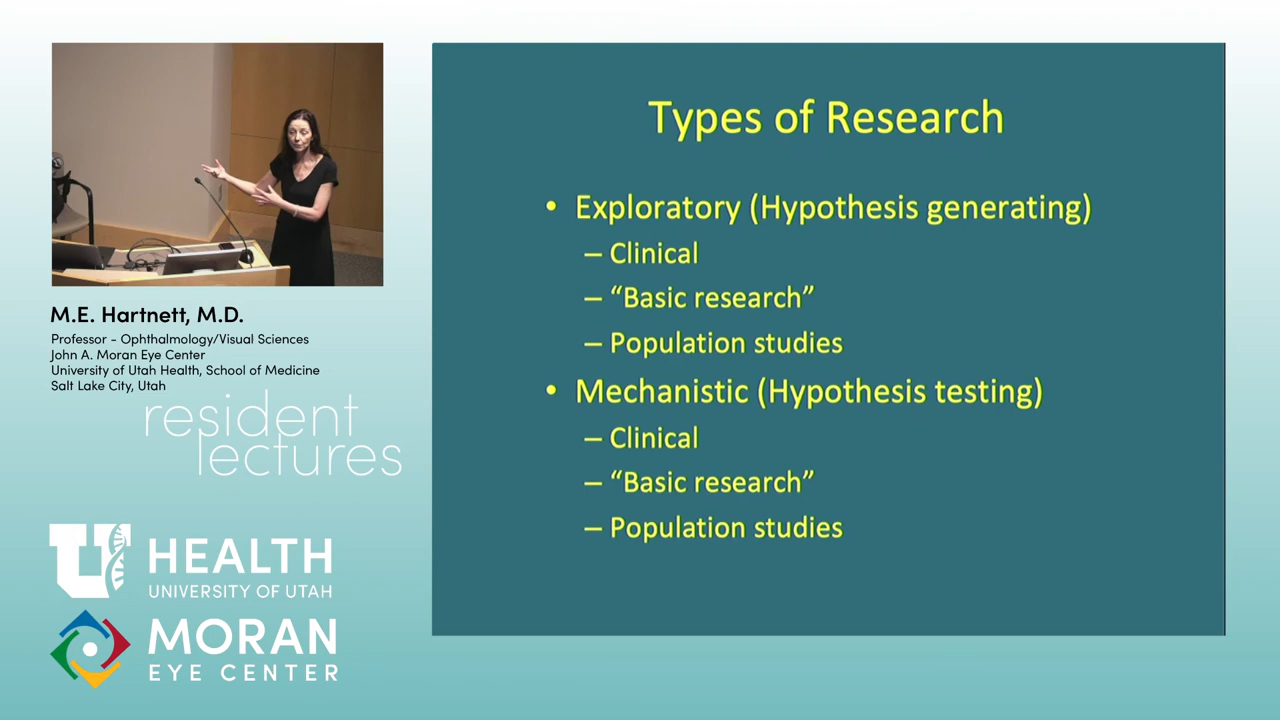 M.E. Hartnett, M.D.
Professor - Ophthalmology/Visual Sciences
John A. Moran Eye Center
University of Utah Health, School of Medicine
Salt Lake City, Utah
resident
lectures
U
HEALTH
UNIVERSITY OF UTAH
MORAN
EYE CENTER
Types of Research
• Exploratory (Hypothesis generating)
– Clinical
– “Basic research”
– Population studies
• Mechanistic (Hypothesis testing)
– Clinical
– “Basic research”
– Population studies